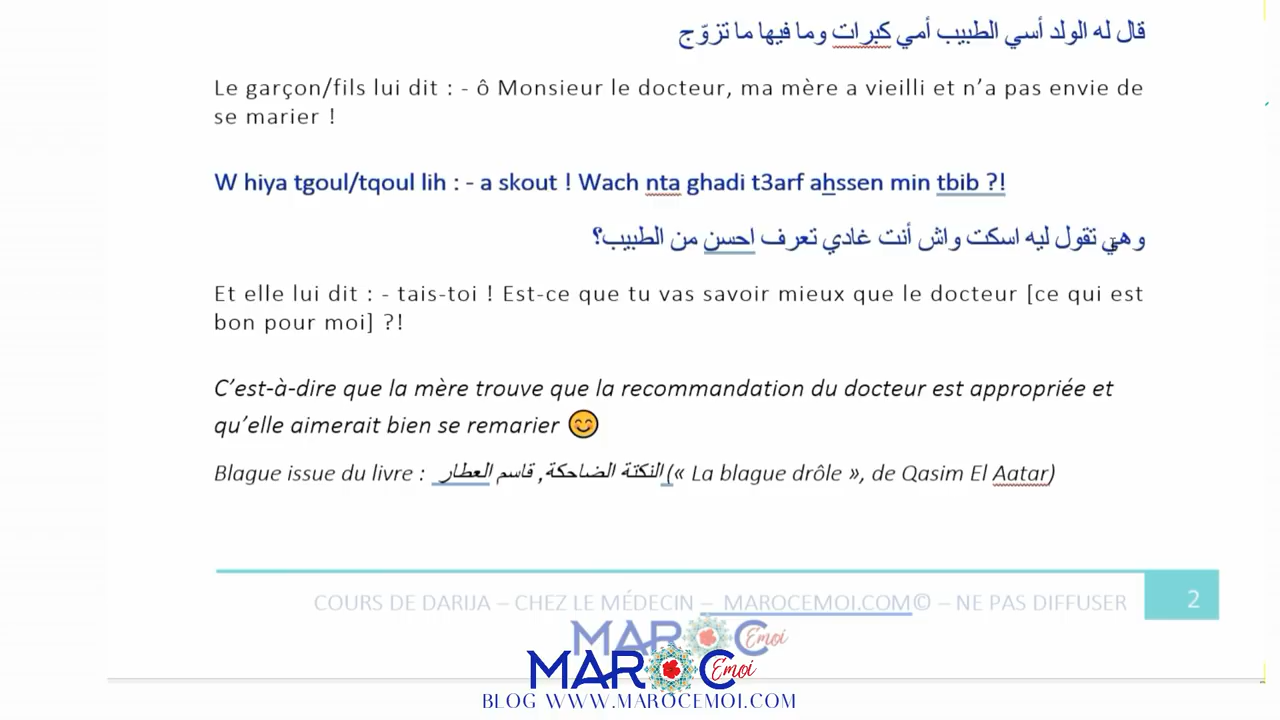 قال له الولد أسي الطبيب أمي كبرات وما فيها ما تزوّج
Le garçon/fils lui dit : - ô Monsieur le docteur, ma mère a vieilli et n’a pas envie de
se marier !
W hiya tgoul/tqoul lih : - a skout ! Wach nta ghadi t3arf ahssen min tbib ?!
وهي تقول ليه اسكت واش أنت غادي تعرف احسن من الطبيب؟
Et elle lui dit : - tais-toi ! Est-ce que tu vas savoir mieux que le docteur [ce qui est
bon pour moi] ?!
C’est-à-dire que la mère trouve que la recommandation du docteur est appropriée et
qu’elle aimerait bien se remarier 😊
Blague issue du livre : النكتة الضاحكة, قاسم العطار (« La blague drôle », de Qasim El Aatar)
COURS DE DARIJA – CHEZ LE MÉDECIN – MAROCEMOI.COM© – NE PAS DIFFUSER 2
MAROC Emoi
MAROC Emoi
BLOG WWW.MAROCEMOI.COM